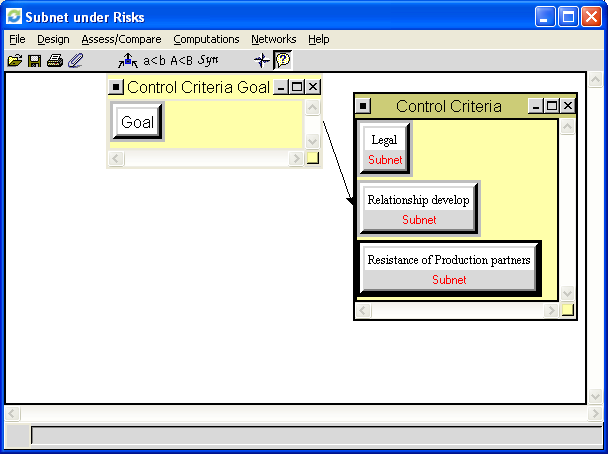 Subnet under Risks
File Design Assess/Compare Computations Networks Help
a<b A<B Syn
Control Criteria Goal
Goal
Control Criteria
Legal
Subnet
Relationship develop
Subnet
Resistance of Production partners
Subnet